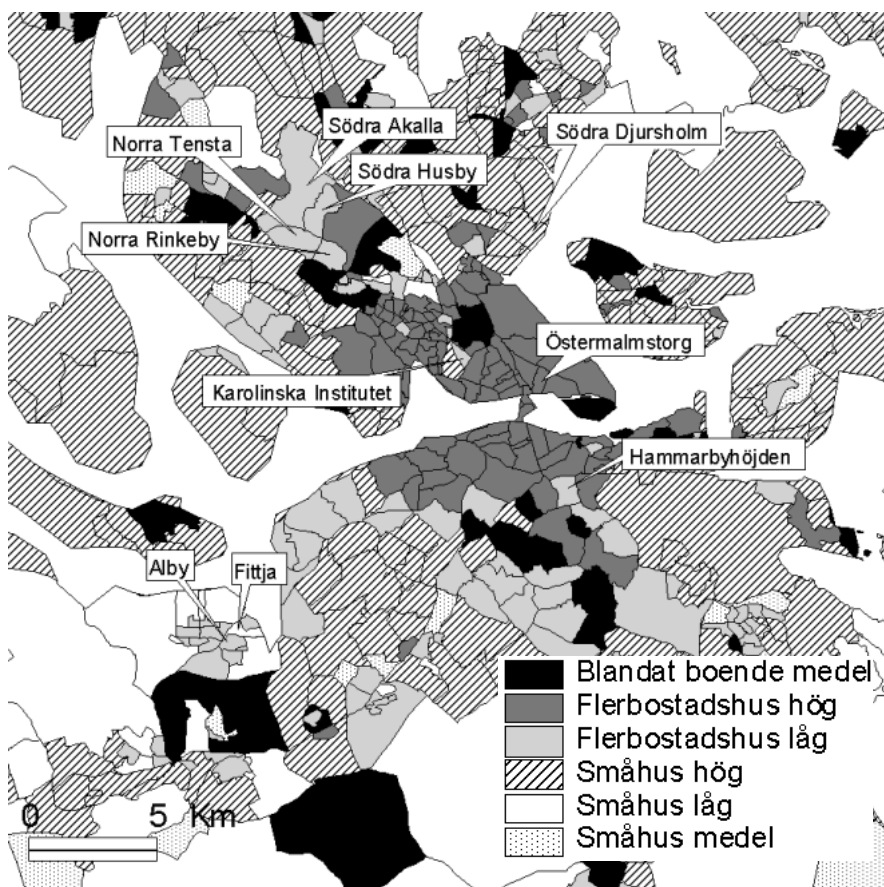 Södra Akalla
Södra Djursholm
Norra Tensta
Södra Husby
Norra Rinkeby
Östermalmstorg
Karolinska Institutet
Hammarbyhöjden
Alby
Fittja
Blandat boende medel
Flerbostadshus hög
Flerbostadshus låg
Småhus hög
Småhus låg
Småhus medel
0 5 Km